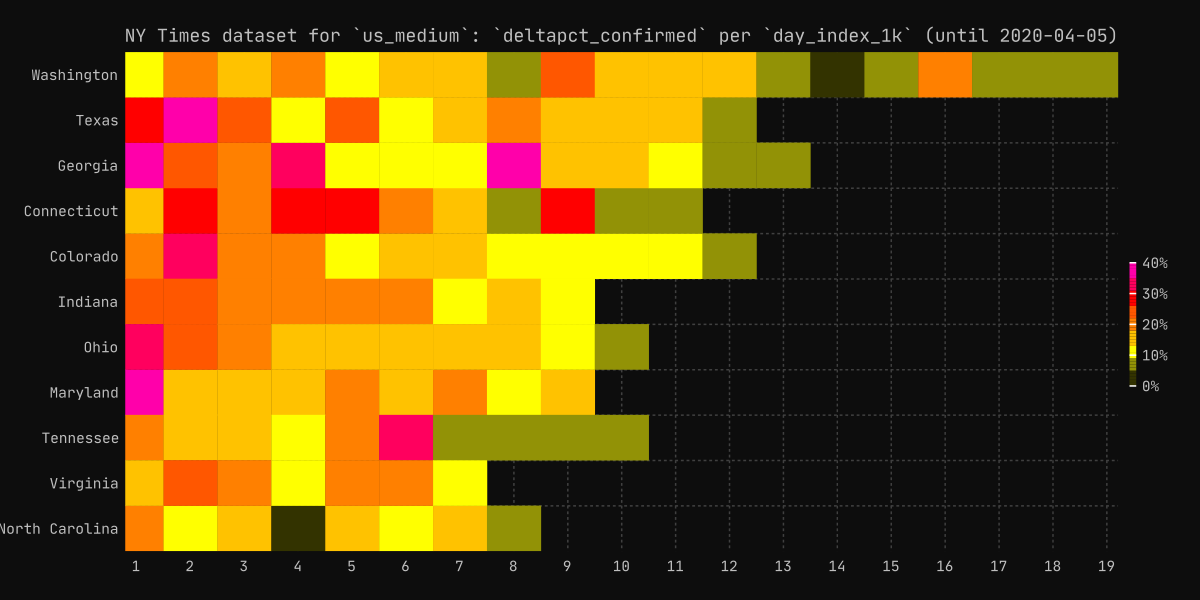 NY Times dataset for `us_medium`: `deltapct_confirmed` per `day_index_1k` (until 2020-04-05)
Washington
Texas
Georgia
Connecticut
Colorado
Indiana
Ohio
Maryland
Tennessee
Virginia
North Carolina
40%
30%
20%
10%
0%
1 2 3 4 5 6 7 8 9 10 11 12 13 14 15 16 17 18 19